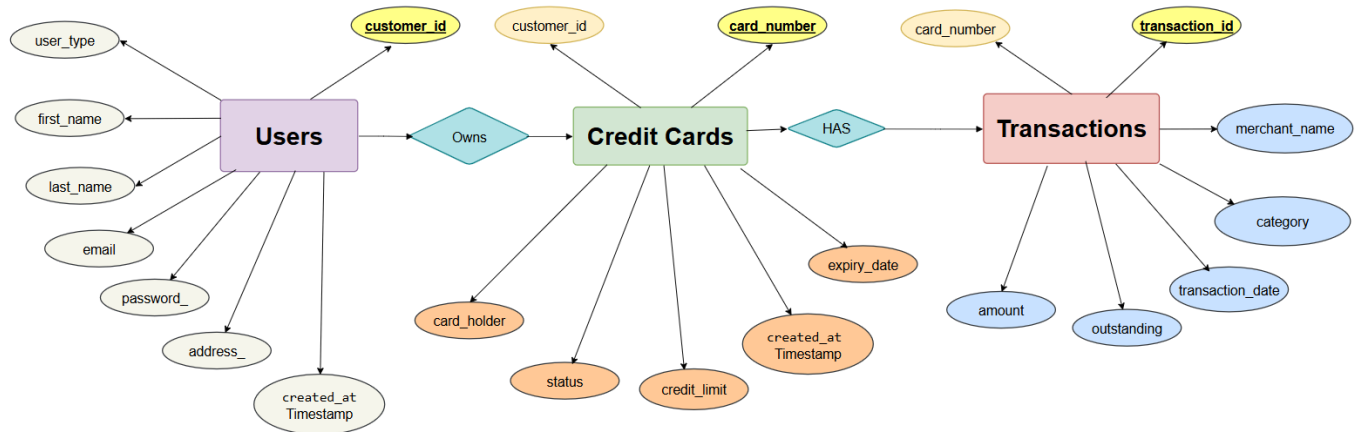 customer_id
customer_id
card_number
card_number
transaction_id
user_type
first_name
last_name
email
password_
address_
created_at
Timestamp
Users
Owns
Credit Cards
HAS
Transactions
card_holder
status
credit_limit
created_at
Timestamp
expiry_date
merchant_name
category
transaction_date
outstanding
amount